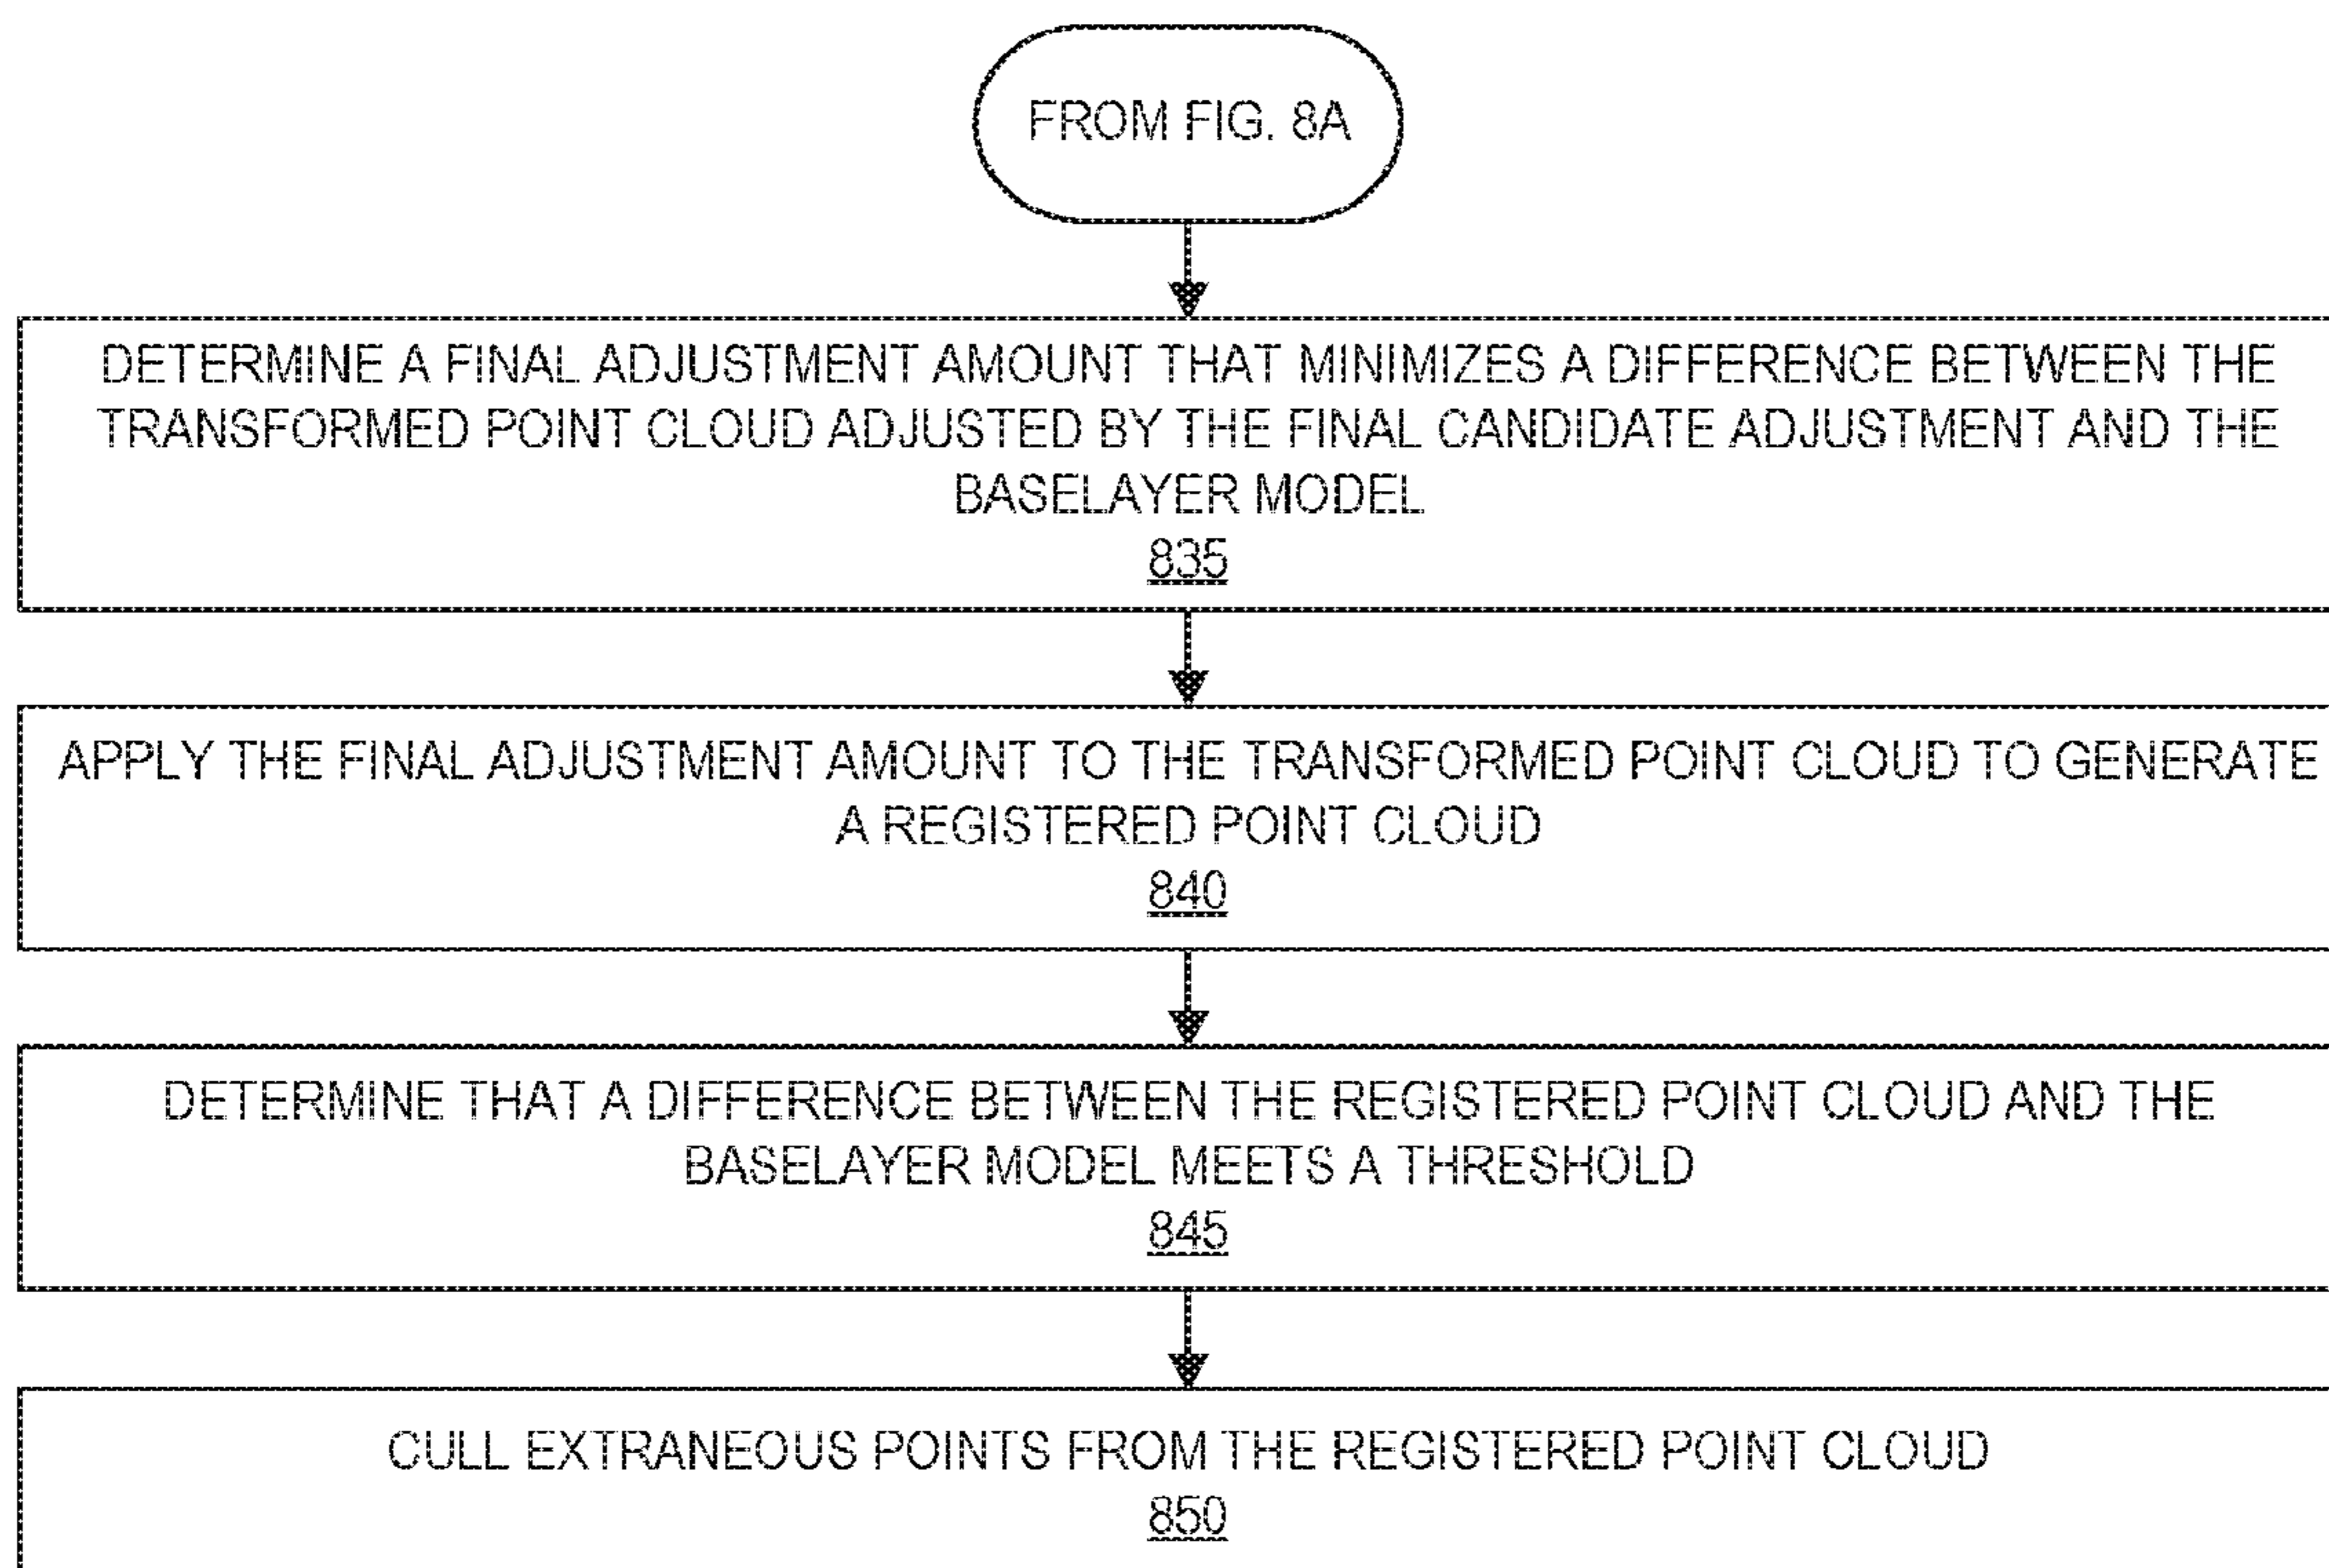 FROM FIG. 8A
DETERMINE A FINAL ADJUSTMENT AMOUNT THAT MINIMIZES A DIFFERENCE BETWEEN THE
TRANSFORMED POINT CLOUD ADJUSTED BY THE FINAL CANDIDATE ADJUSTMENT AND THE
BASELAYER MODEL
835
APPLY THE FINAL ADJUSTMENT AMOUNT TO THE TRANSFORMED POINT CLOUD TO GENERATE
A REGISTERED POINT CLOUD
840
DETERMINE THAT A DIFFERENCE BETWEEN THE REGISTERED POINT CLOUD AND THE
BASELAYER MODEL MEETS A THRESHOLD
845
CULL EXTRANEOUS POINTS FROM THE REGISTERED POINT CLOUD
850